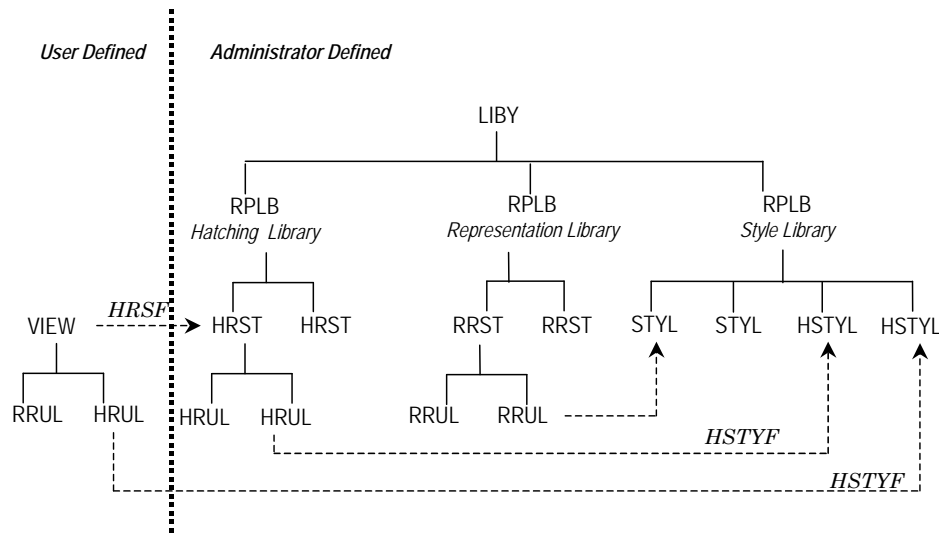 User Defined
Administrator Defined
LIBY
RPLB
Hatching Library
RPLB
Representation Library
RPLB
Style Library
VIEW
HRSF
HRST
HRST
RRST
RRST
STYL
STYL
HSTYL
HSTYL
RRUL
HRUL
HRUL
HRUL
RRUL
RRUL
HSTYF
HSTYF